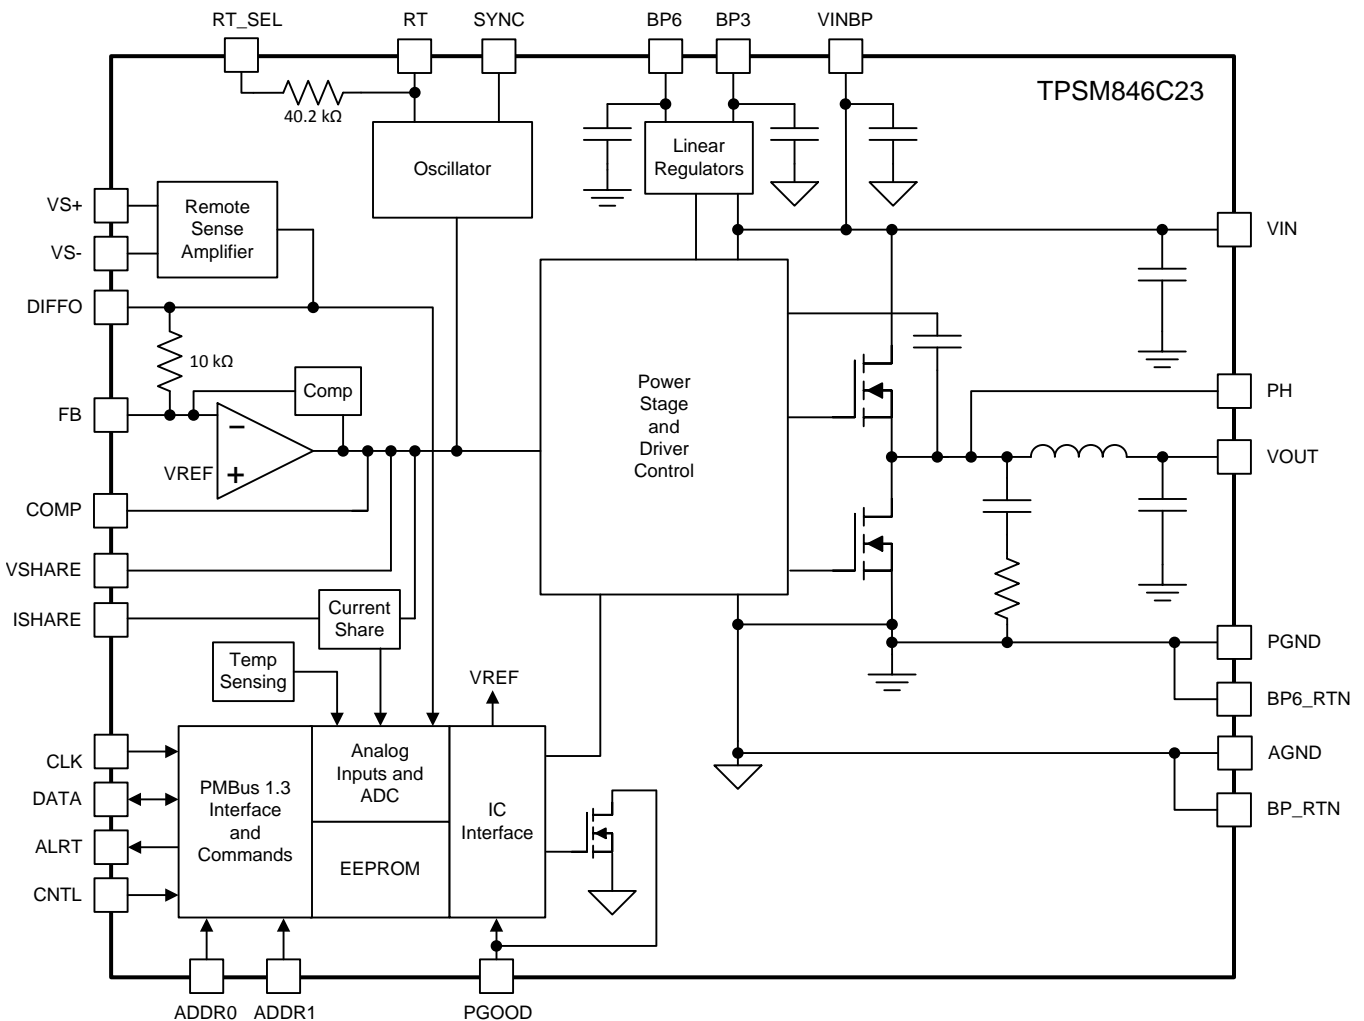 RT_SEL
RT
SYNC
BP6
BP3
VINBP
TPSM846C23
40.2 kΩ
Oscillator
Linear
Regulators
VS+
VS-
Remote
Sense
Amplifier
VIN
DIFFO
10 kΩ
Comp
FB
VREF
COMP
Power
Stage
and
Driver
Control
PH
VOUT
VSHARE
ISHARE
Current
Share
Temp
Sensing
VREF
PGND
BP6_RTN
AGND
BP_RTN
CLK
DATA
ALRT
CNTL
PMBus 1.3
Interface
and
Commands
Analog
Inputs and
ADC
EEPROM
IC
Interface
ADDR0
ADDR1
PGOOD